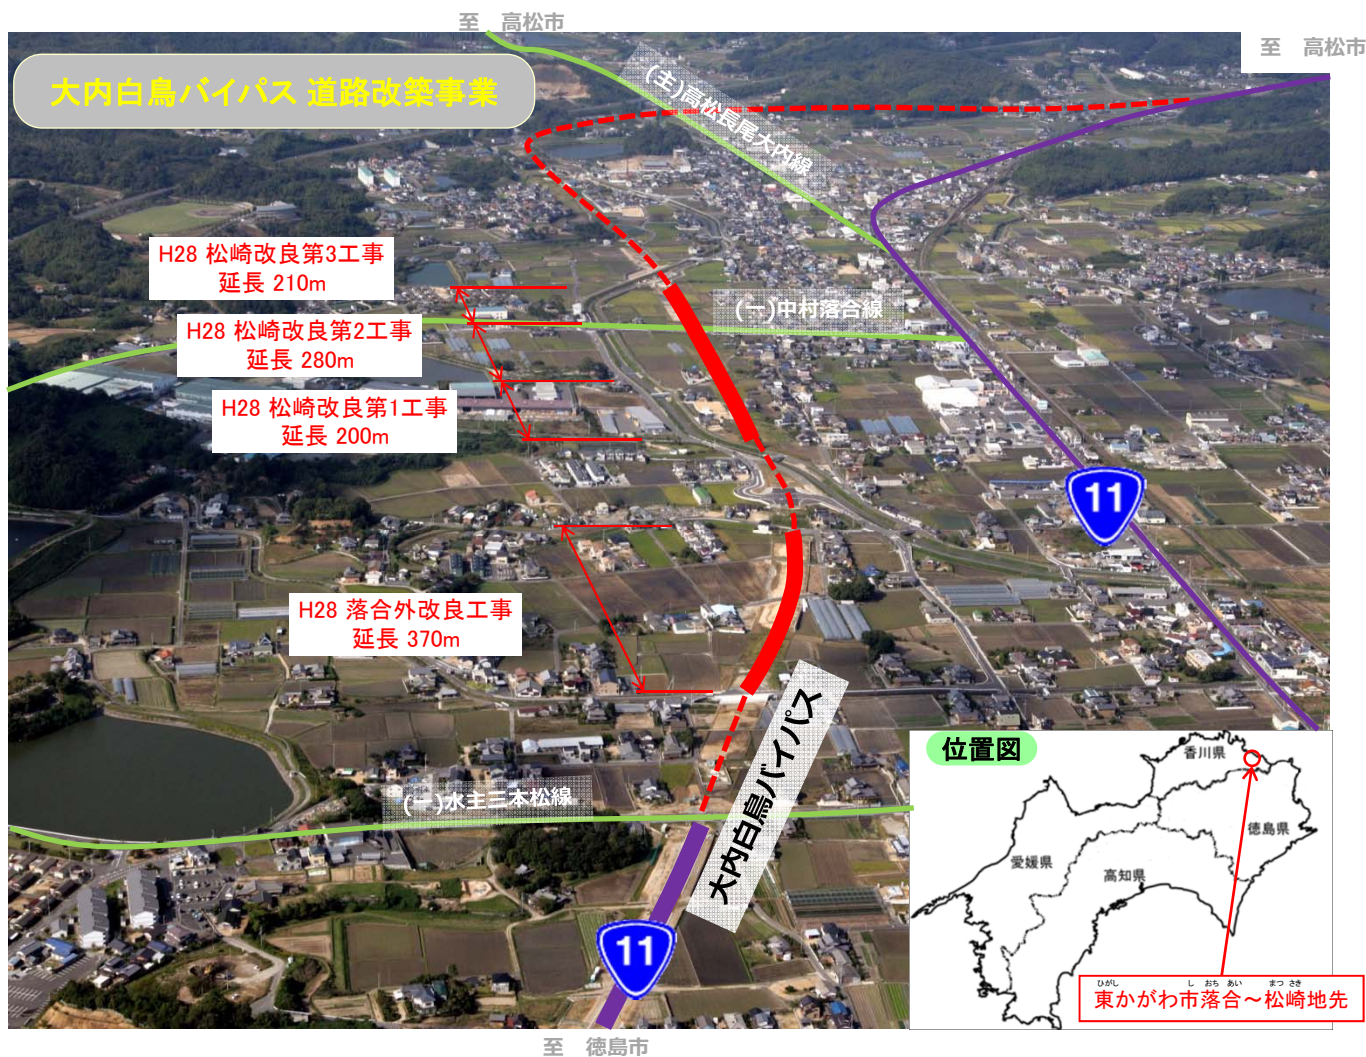 至 高松市
至 高松市
大内白鳥バイパス 道路改築事業
(主)高松長尾大内線
H28 松崎改良第3工事
延長 210m
(一)中村落合線
H28 松崎改良第2工事
延長 280m
H28 松崎改良第1工事
延長 200m
11
H28 落合外改良工事
延長 370m
大内白鳥バイパス
(一)水主三本松線
11
至 徳島市
位置図
香川県
徳島県
愛媛県
高知県
ひがし し おち あい まつ さき
東かがわ市落合~松崎地先